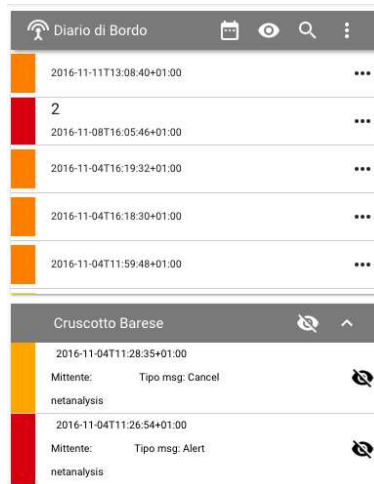 Diario di Bordo
2016-11-11T13:08:40+01:00
2
2016-11-08T16:05:46+01:00
2016-11-04T16:19:32+01:00
2016-11-04T16:18:30+01:00
2016-11-04T11:59:48+01:00
Cruscotto Barese
2016-11-04T11:28:35+01:00
Mittente: Tipo msg: Cancel
netanalysis
2016-11-04T11:26:54+01:00
Mittente: Tipo msg: Alert
netanalysis